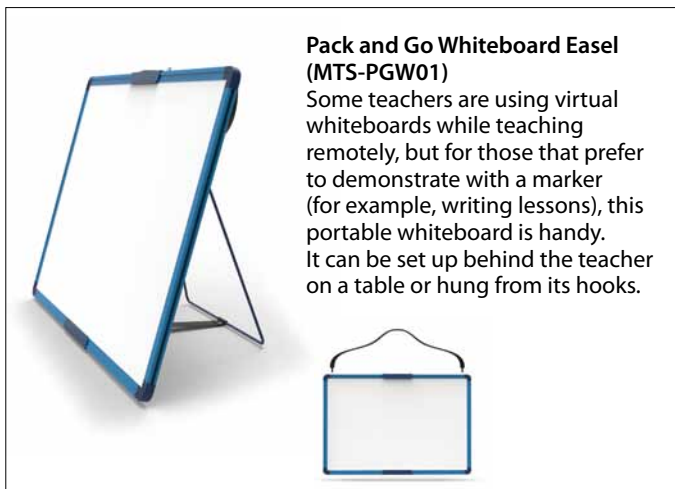 Pack and Go Whiteboard Easel
(MTS-PGW01)
Some teachers are using virtual
whiteboards while teaching
remotely, but for those that prefer
to demonstrate with a marker
(for example, writing lessons), this
portable whiteboard is handy.
It can be set up behind the teacher
on a table or hung from its hooks.